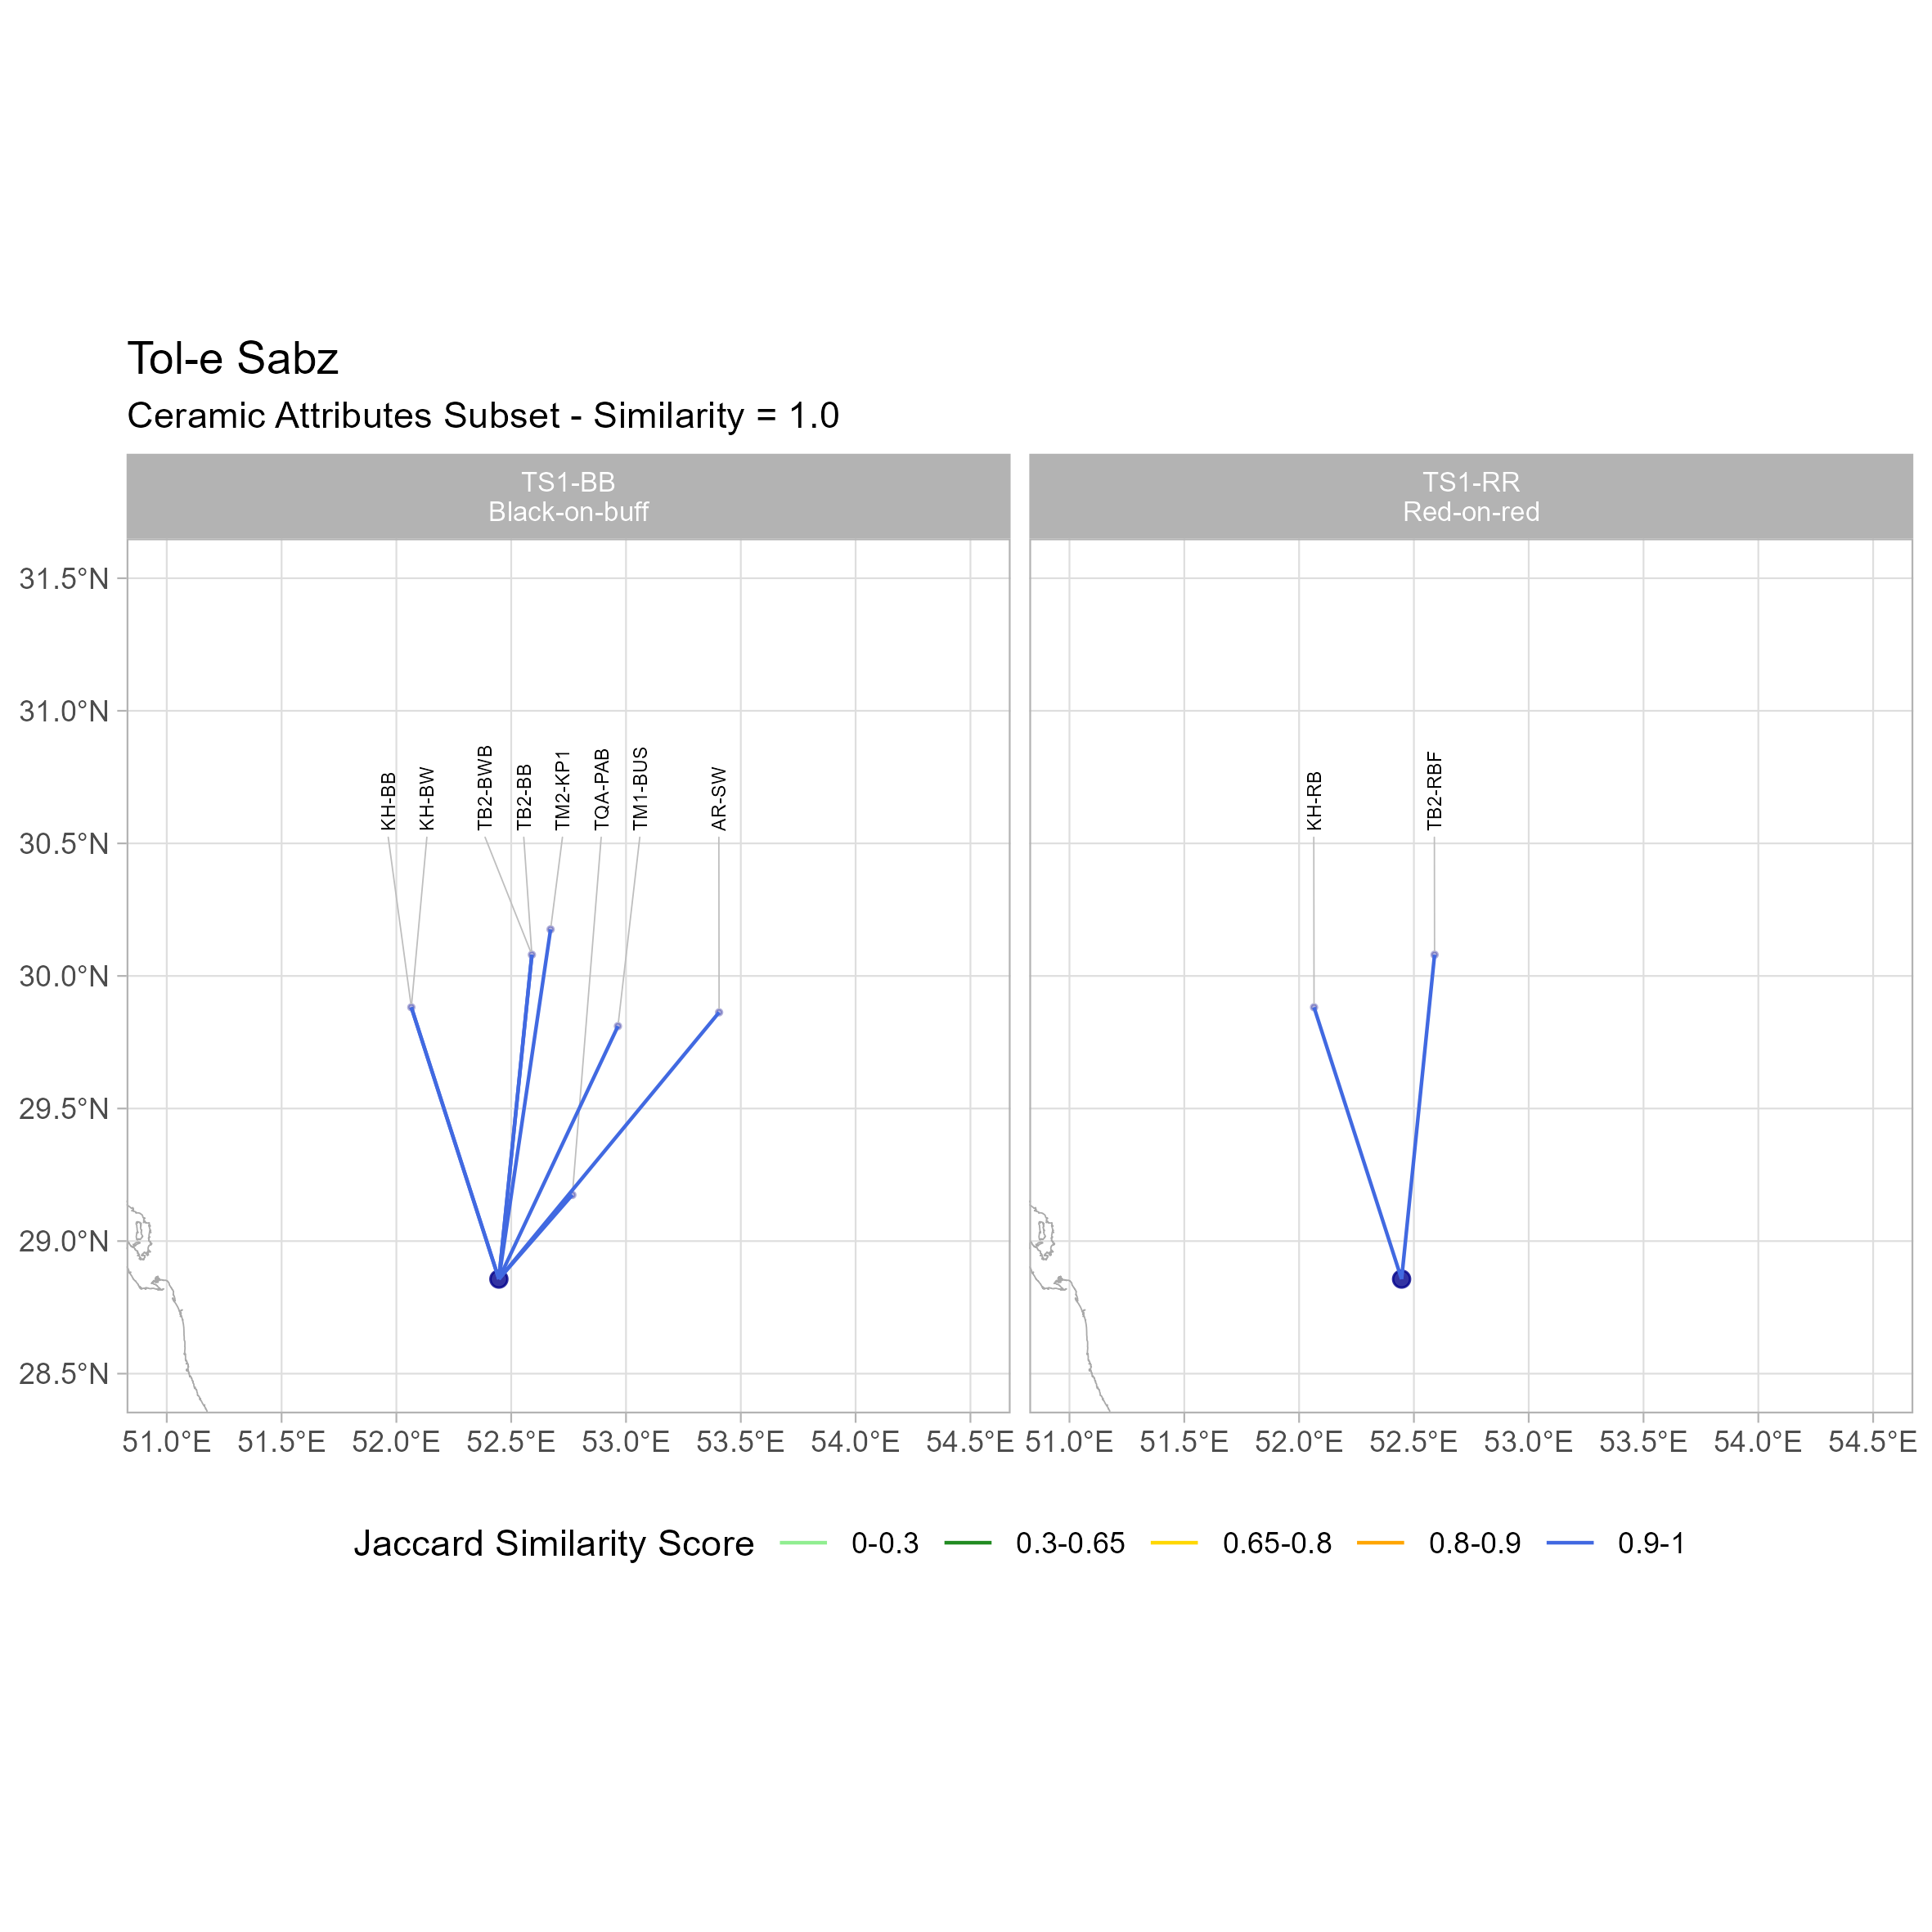 Tol-e Sabz
Ceramic Attributes Subset - Similarity = 1.0
TS1-BB
Black-on-buff
TS1-RR
Red-on-red
31.5°N
31.0°N
30.5°N
30.0°N
29.5°N
29.0°N
28.5°N
KH-BB
KH-BW
TB2-BWB
TB2-BB
TM2-KP1
TQA-PAB
TM1-BUS
AR-SW
KH-RB
TB2-RBF
51.0°E 51.5°E 52.0°E 52.5°E 53.0°E 53.5°E 54.0°E 54.5°E
51.0°E 51.5°E 52.0°E 52.5°E 53.0°E 53.5°E 54.0°E 54.5°E
Jaccard Similarity Score 0-0.3 0.3-0.65 0.65-0.8 0.8-0.9 0.9-1